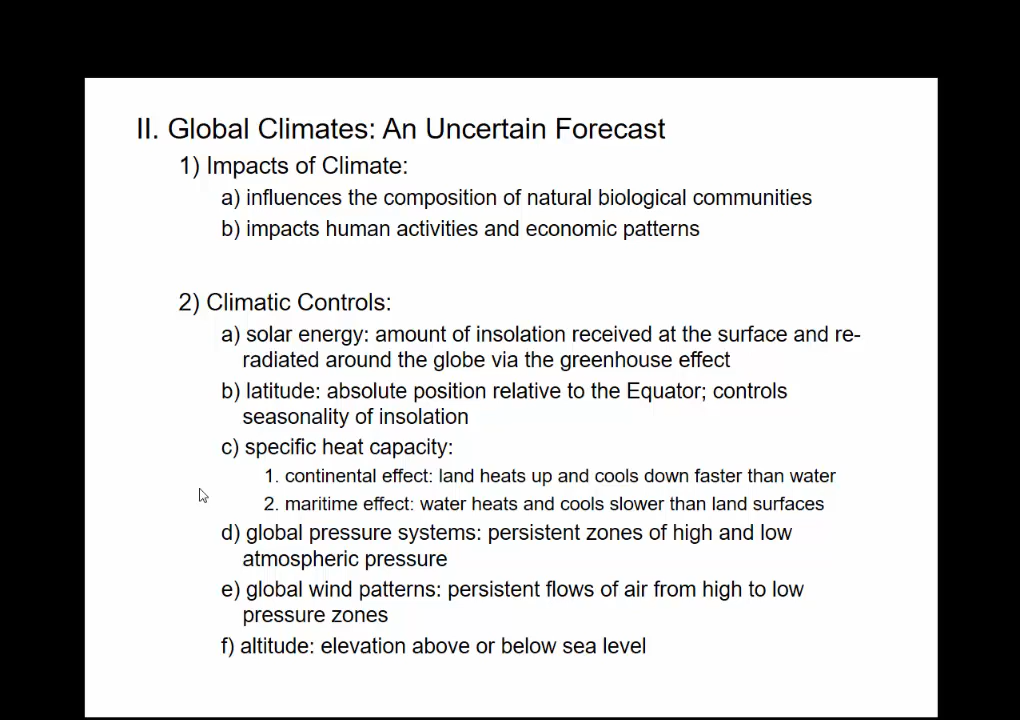 II. Global Climates: An Uncertain Forecast
1) Impacts of Climate:
a) influences the composition of natural biological communities
b) impacts human activities and economic patterns
2) Climatic Controls:
a) solar energy: amount of insolation received at the surface and re-
radiated around the globe via the greenhouse effect
b) latitude: absolute position relative to the Equator; controls
seasonality of insolation
c) specific heat capacity:
1. continental effect: land heats up and cools down faster than water
2. maritime effect: water heats and cools slower than land surfaces
d) global pressure systems: persistent zones of high and low
atmospheric pressure
e) global wind patterns: persistent flows of air from high to low
pressure zones
f) altitude: elevation above or below sea level